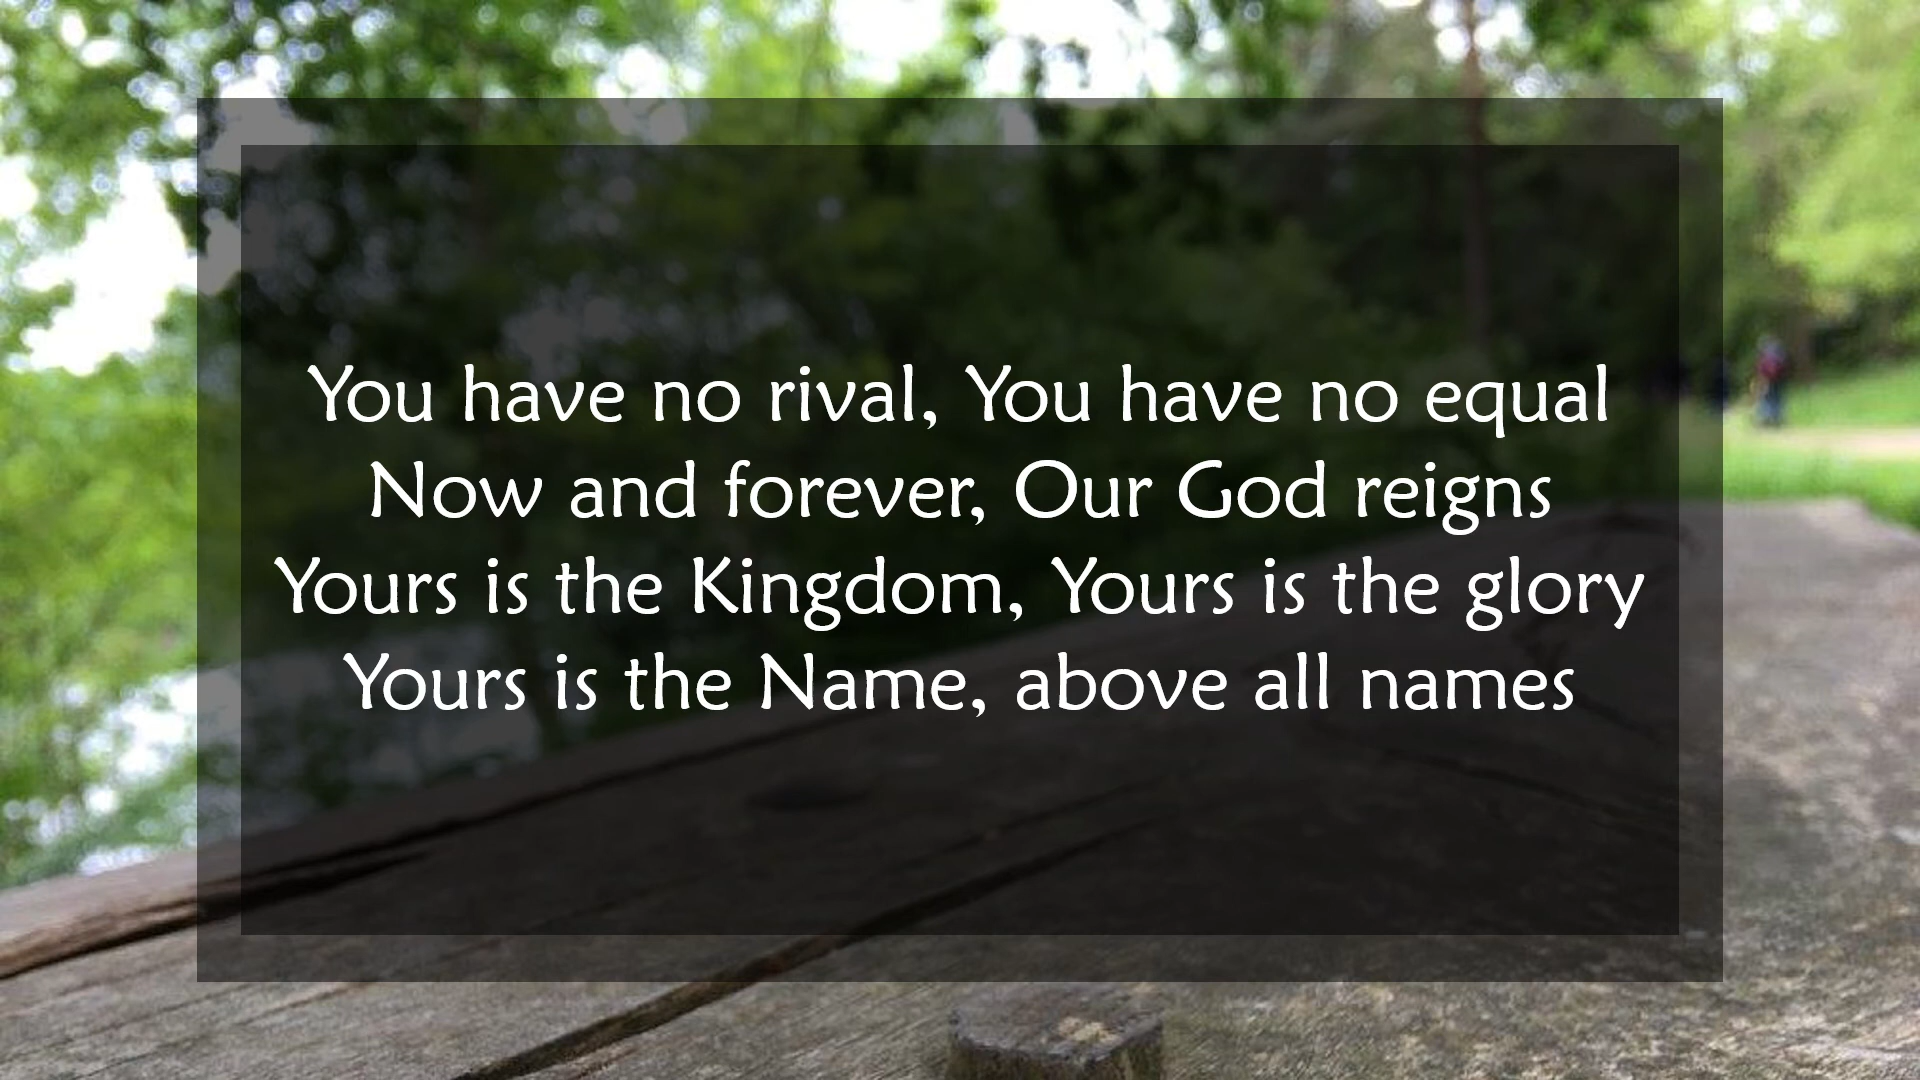 You have no rival, You have no equal
Now and forever, Our God reigns
Yours is the Kingdom, Yours is the glory
Yours is the Name, above all names